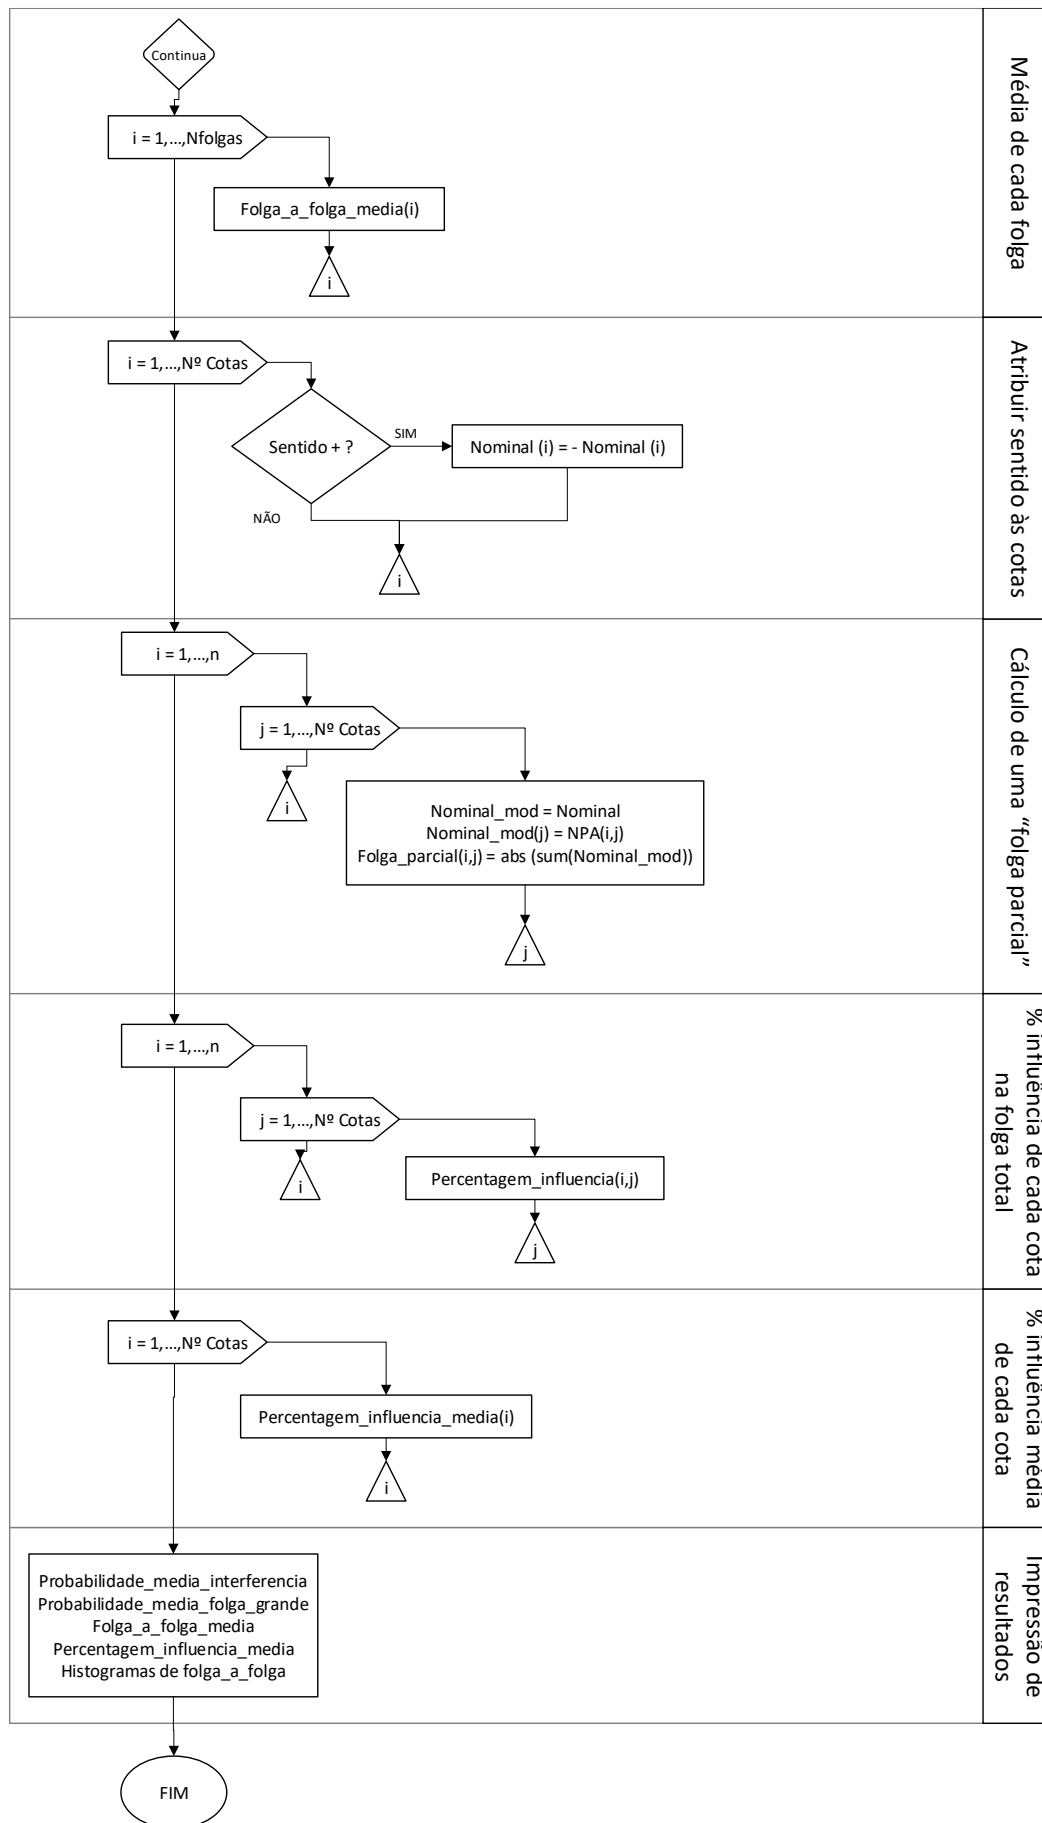 Continua
i = 1,...,Nfolgas
Folga_a_folga_media(i)
i
Média de cada folga
i = 1,...,Nº Cotas
Sentido + ?
SIM
Nominal (i) = - Nominal (i)
NÃO
i
Atribuir sentido às cotas
i = 1,...,n
j = 1,...,Nº Cotas
i
Nominal_mod = Nominal
Nominal_mod(j) = NPA(i,j)
Folga_parcial(i,j) = abs (sum(Nominal_mod))
j
Cálculo de uma “folga parcial”
i = 1,...,n
j = 1,...,Nº Cotas
i
Percentagem_influencia(i,j)
j
% influência de cada cota
na folga total
i = 1,...,Nº Cotas
Percentagem_influencia_media(i)
i
% influência média
de cada cota
Probabilidade_media_interferencia
Probabilidade_media_folga_grande
Folga_a_folga_media
Percentagem_influencia_media
Histogramas de folga_a_folga
Impressão de
resultados
FIM